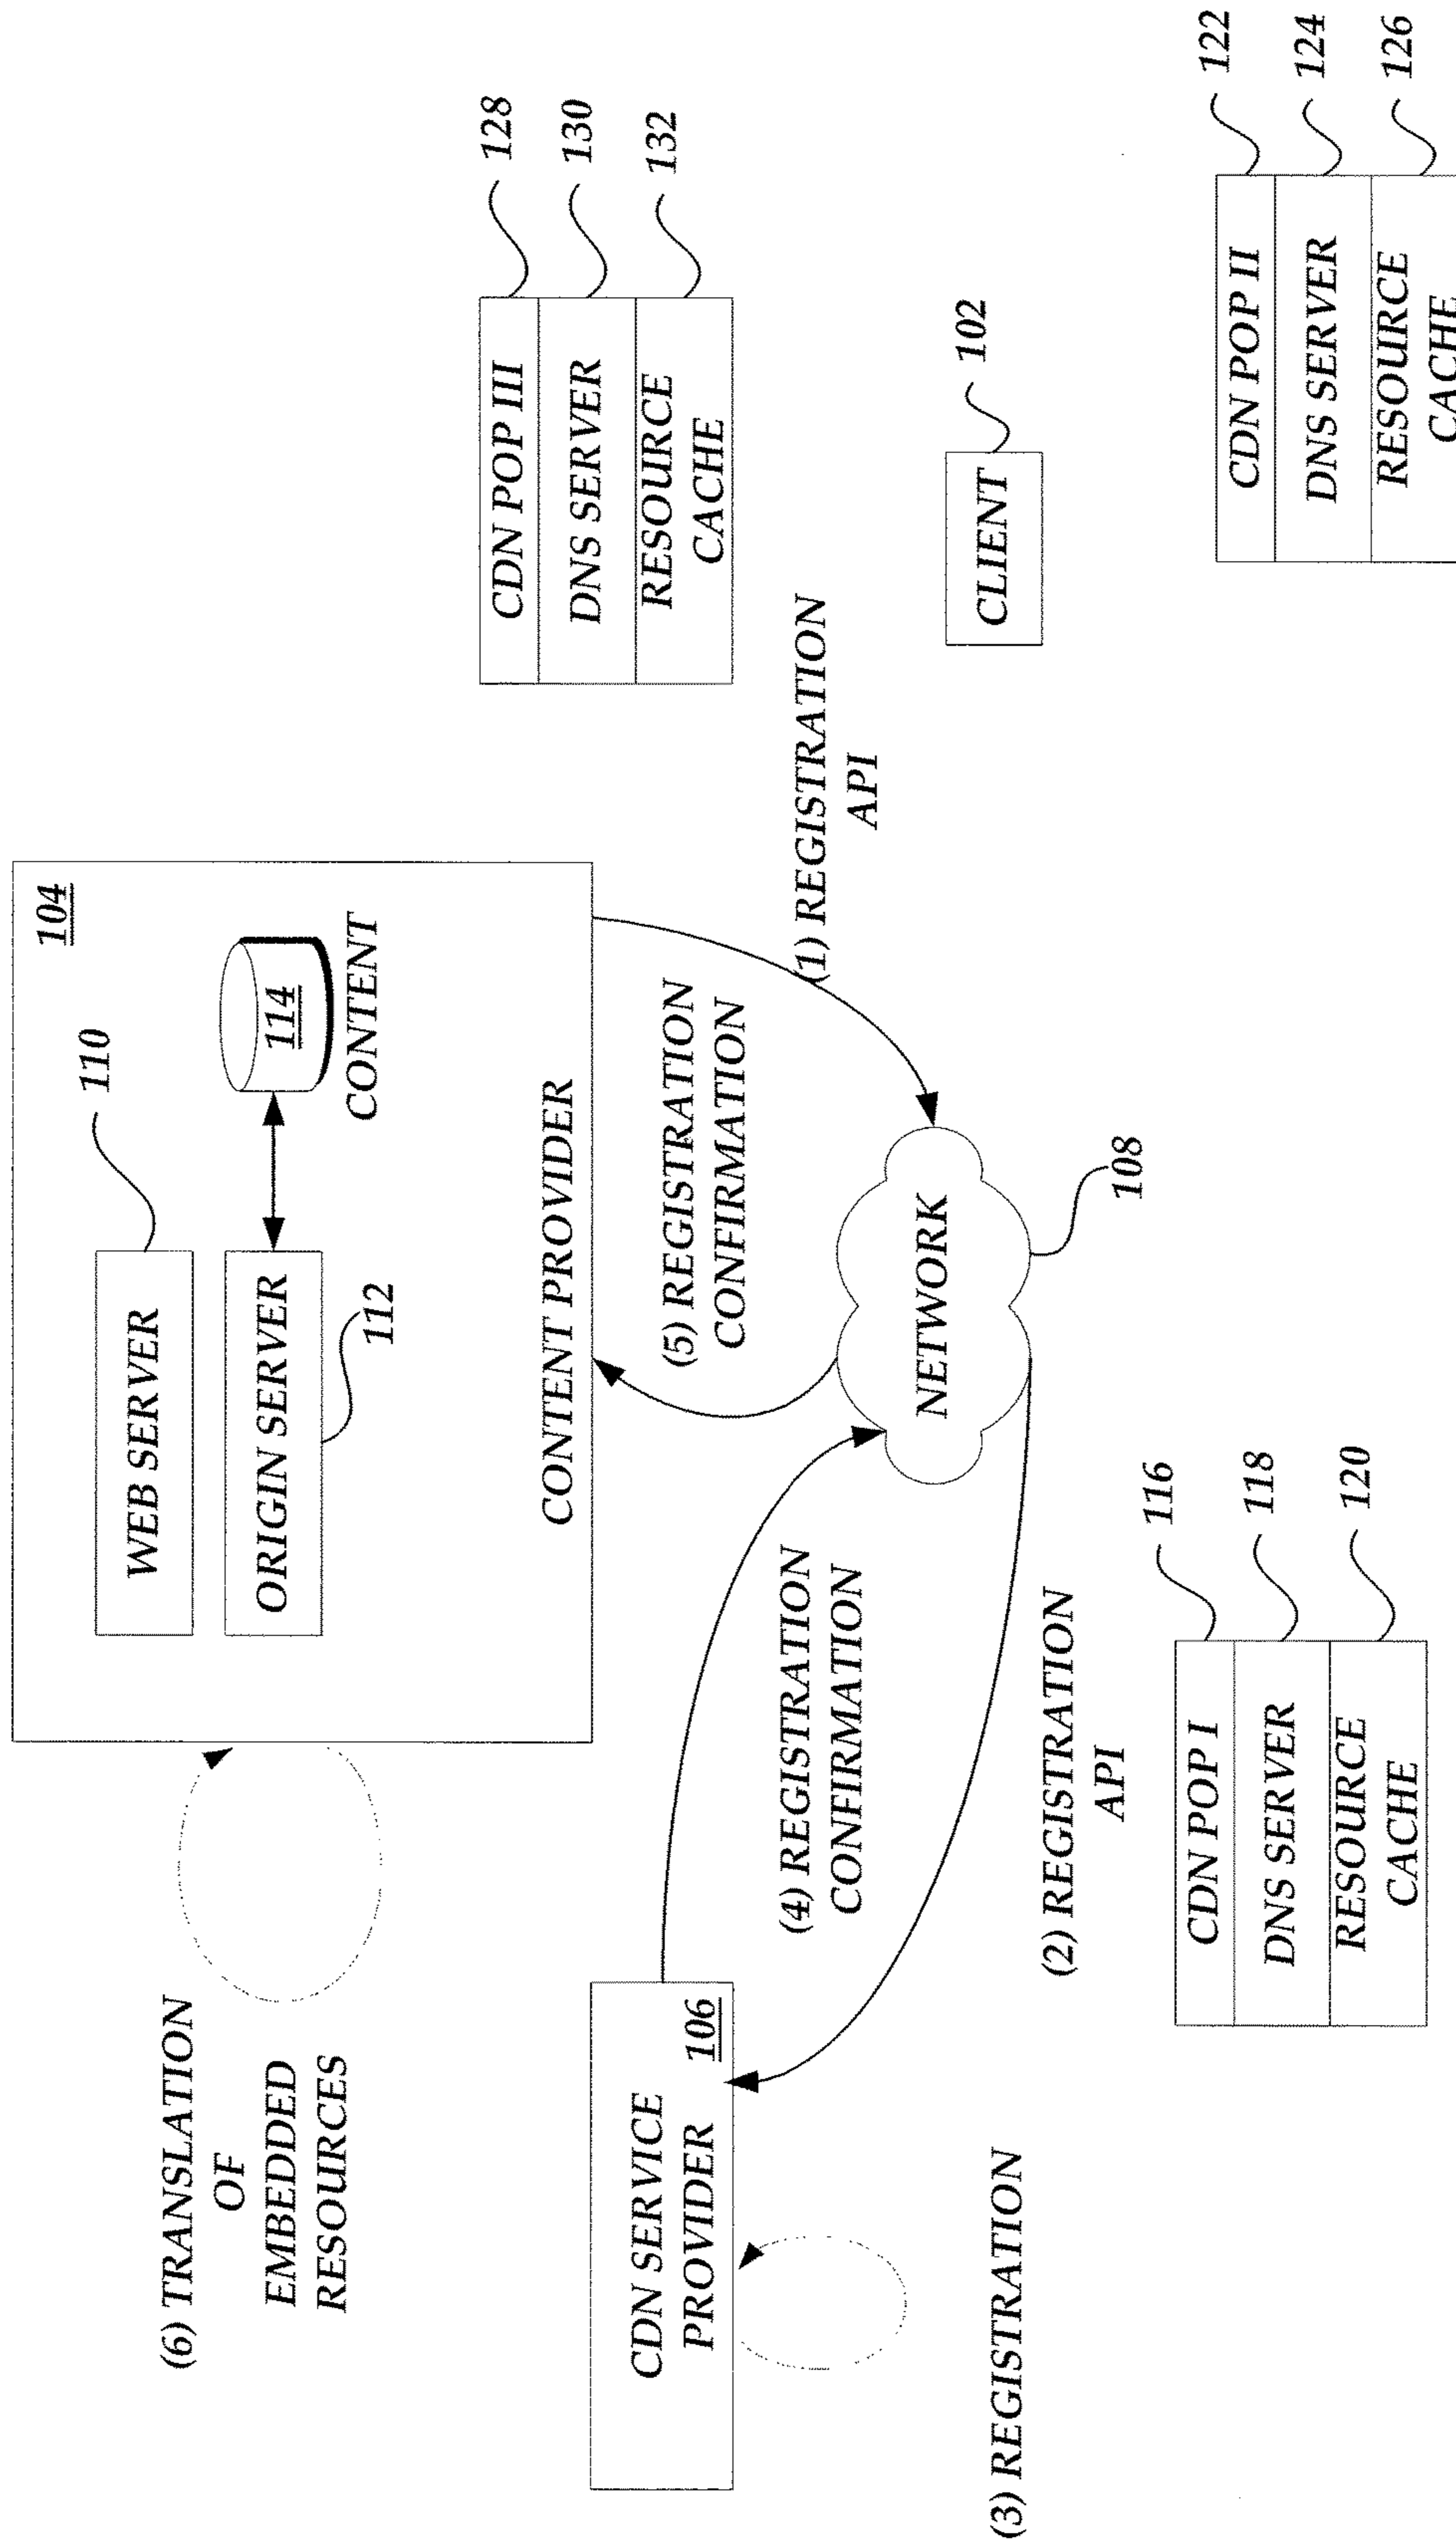 (6) TRANSLATION
OF
EMBEDDED
RESOURCES
104
WEB SERVER
110
ORIGIN SERVER
112
114
CONTENT
CONTENT PROVIDER
CDN SERVICE
PROVIDER
106
(3) REGISTRATION
(4) REGISTRATION
CONFIRMATION
(5) REGISTRATION
CONFIRMATION
(1) REGISTRATION
API
NETWORK
108
(2) REGISTRATION
API
CDN POP III
128
DNS SERVER
130
RESOURCE
CACHE
132
CLIENT
102
CDN POP I
116
DNS SERVER
118
RESOURCE
CACHE
120
CDN POP II
122
DNS SERVER
124
RESOURCE
CACHE
126